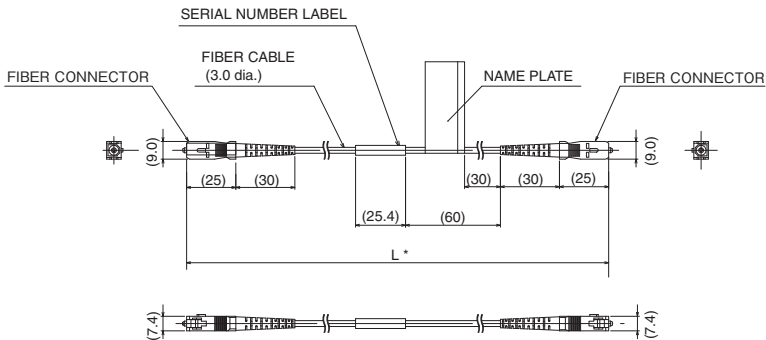 SERIAL NUMBER LABEL
FIBER CABLE
(3.0 dia.)
NAME PLATE
FIBER CONNECTOR
FIBER CONNECTOR
(9.0)
(9.0)
(25)
(30)
(30)
(30)
(25)
(25.4)
(60)
L *
(7.4)
(7.4)